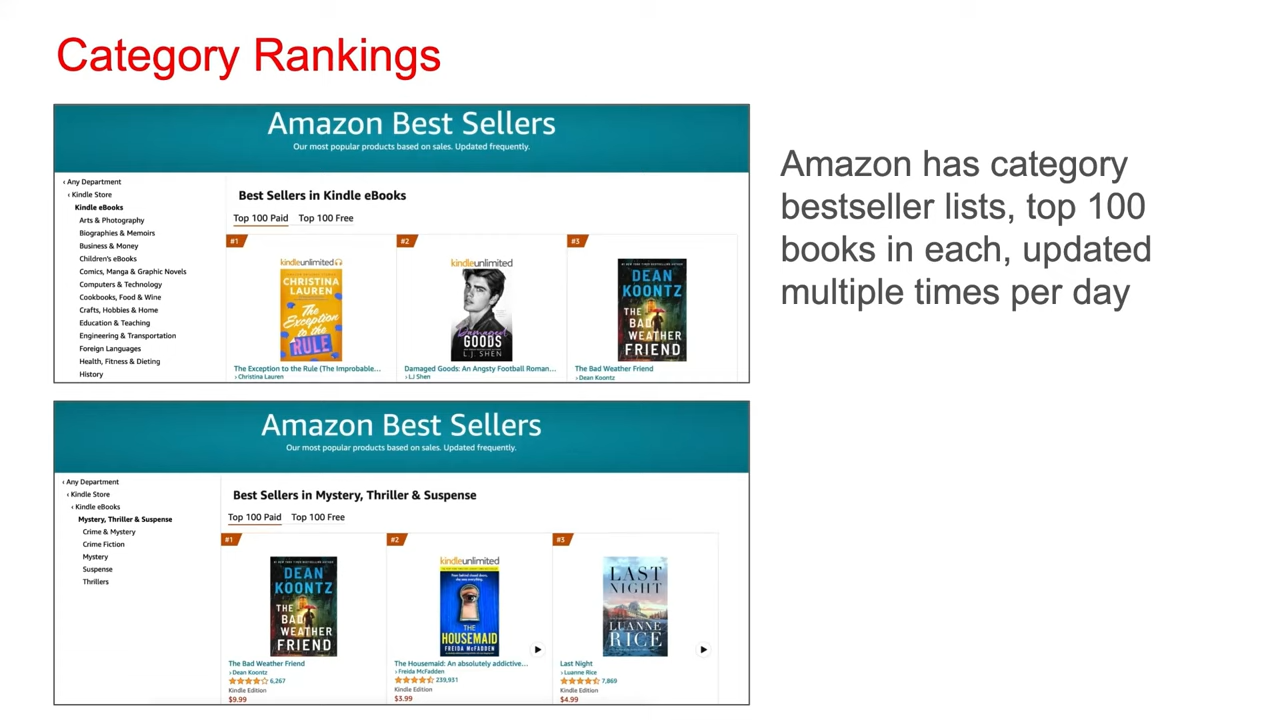 Category Rankings
Amazon Best Sellers
Our most popular products based on sales. Updated frequently.
‹ Any Department
‹ Kindle Store
Kindle eBooks
Arts & Photography
Biographies & Memoirs
Business & Money
Children's eBooks
Comics, Manga & Graphic Novels
Computers & Technology
Cookbooks, Food & Wine
Crafts, Hobbies & Home
Education & Teaching
Engineering & Transportation
Foreign Languages
Health, Fitness & Dieting
History
Best Sellers in Kindle eBooks
Top 100 Paid Top 100 Free
#1
kindleunlimited
CHRISTINA
LAUREN
The
Exception
to the
RULE
The Exception to the Rule (The Improbable...
› Christina Lauren
#2
kindleunlimited
Damaged
GOODS
L.J. SHEN
Damaged Goods: An Angsty Football Roman...
› L.J Shen
#3
DEAN
KOONTZ
THE
BAD
WEATHER
FRIEND
The Bad Weather Friend
› Dean Koontz
Amazon has category
bestseller lists, top 100
books in each, updated
multiple times per day
Amazon Best Sellers
Our most popular products based on sales. Updated frequently.
‹ Any Department
‹ Kindle Store
‹ Kindle eBooks
Mystery, Thriller & Suspense
Crime & Mystery
Crime Fiction
Mystery
Suspense
Thrillers
Best Sellers in Mystery, Thriller & Suspense
Top 100 Paid Top 100 Free
#1
DEAN
KOONTZ
THE
BAD
WEATHER
FRIEND
The Bad Weather Friend
› Dean Koontz
6,267
Kindle Edition
$9.99
#2
kindleunlimited
THE
HOUSEMAID
FREIDA McFADDEN
The Housemaid: An absolutely addictive...
› Freida McFadden
239,931
Kindle Edition
$3.99
#3
LAST
NIGHT
LUANNE
RICE
Last Night
› Luanne Rice
7,869
Kindle Edition
$4.99